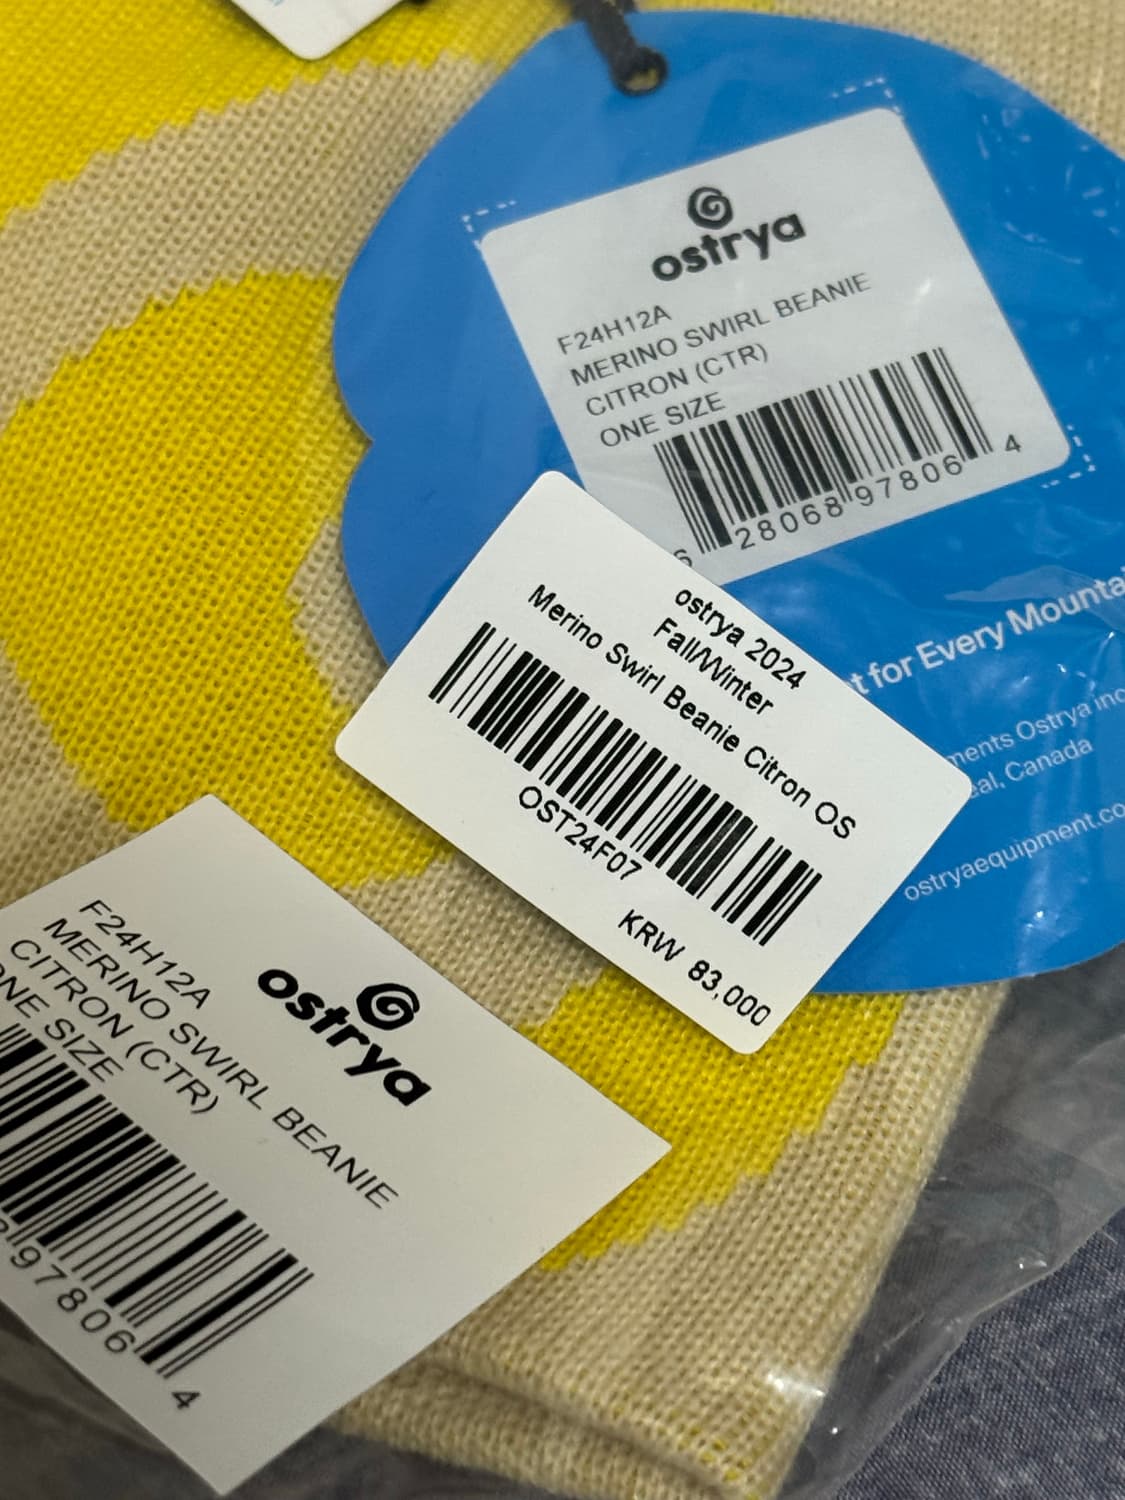 ostrya
F24H12A
MERINO SWIRL BEANIE
CITRON (CTR)
ONE SIZE
6 28068 97806 4
t for Every Mountai
ments Ostrya inc
eal, Canada
ostryaequipment.co
ostrya 2024
Fall/Winter
Merino Swirl Beanie Citron OS
OST24F07
KRW 83,000
ostrya
F24H12A
MERINO SWIRL BEANIE
CITRON (CTR)
ONE SIZE
97806 4